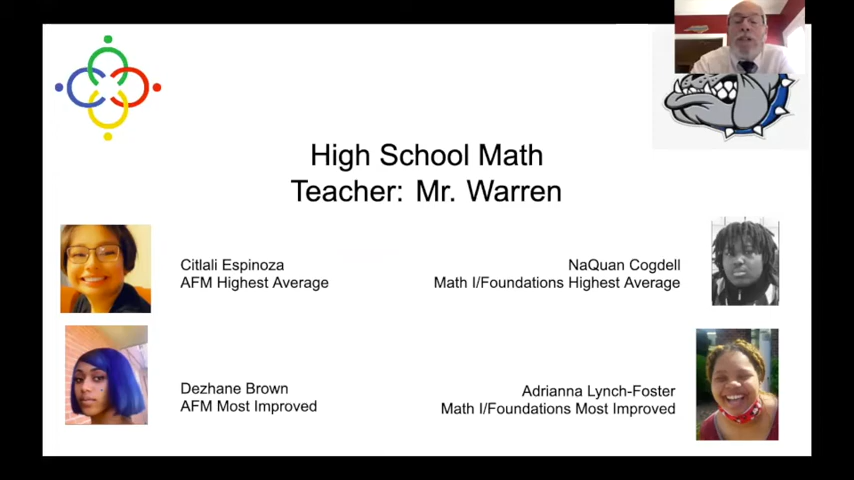 High School Math
Teacher: Mr. Warren
Citlali Espinoza
AFM Highest Average
NaQuan Cogdell
Math I/Foundations Highest Average
Dezhane Brown
AFM Most Improved
Adrianna Lynch-Foster
Math I/Foundations Most Improved